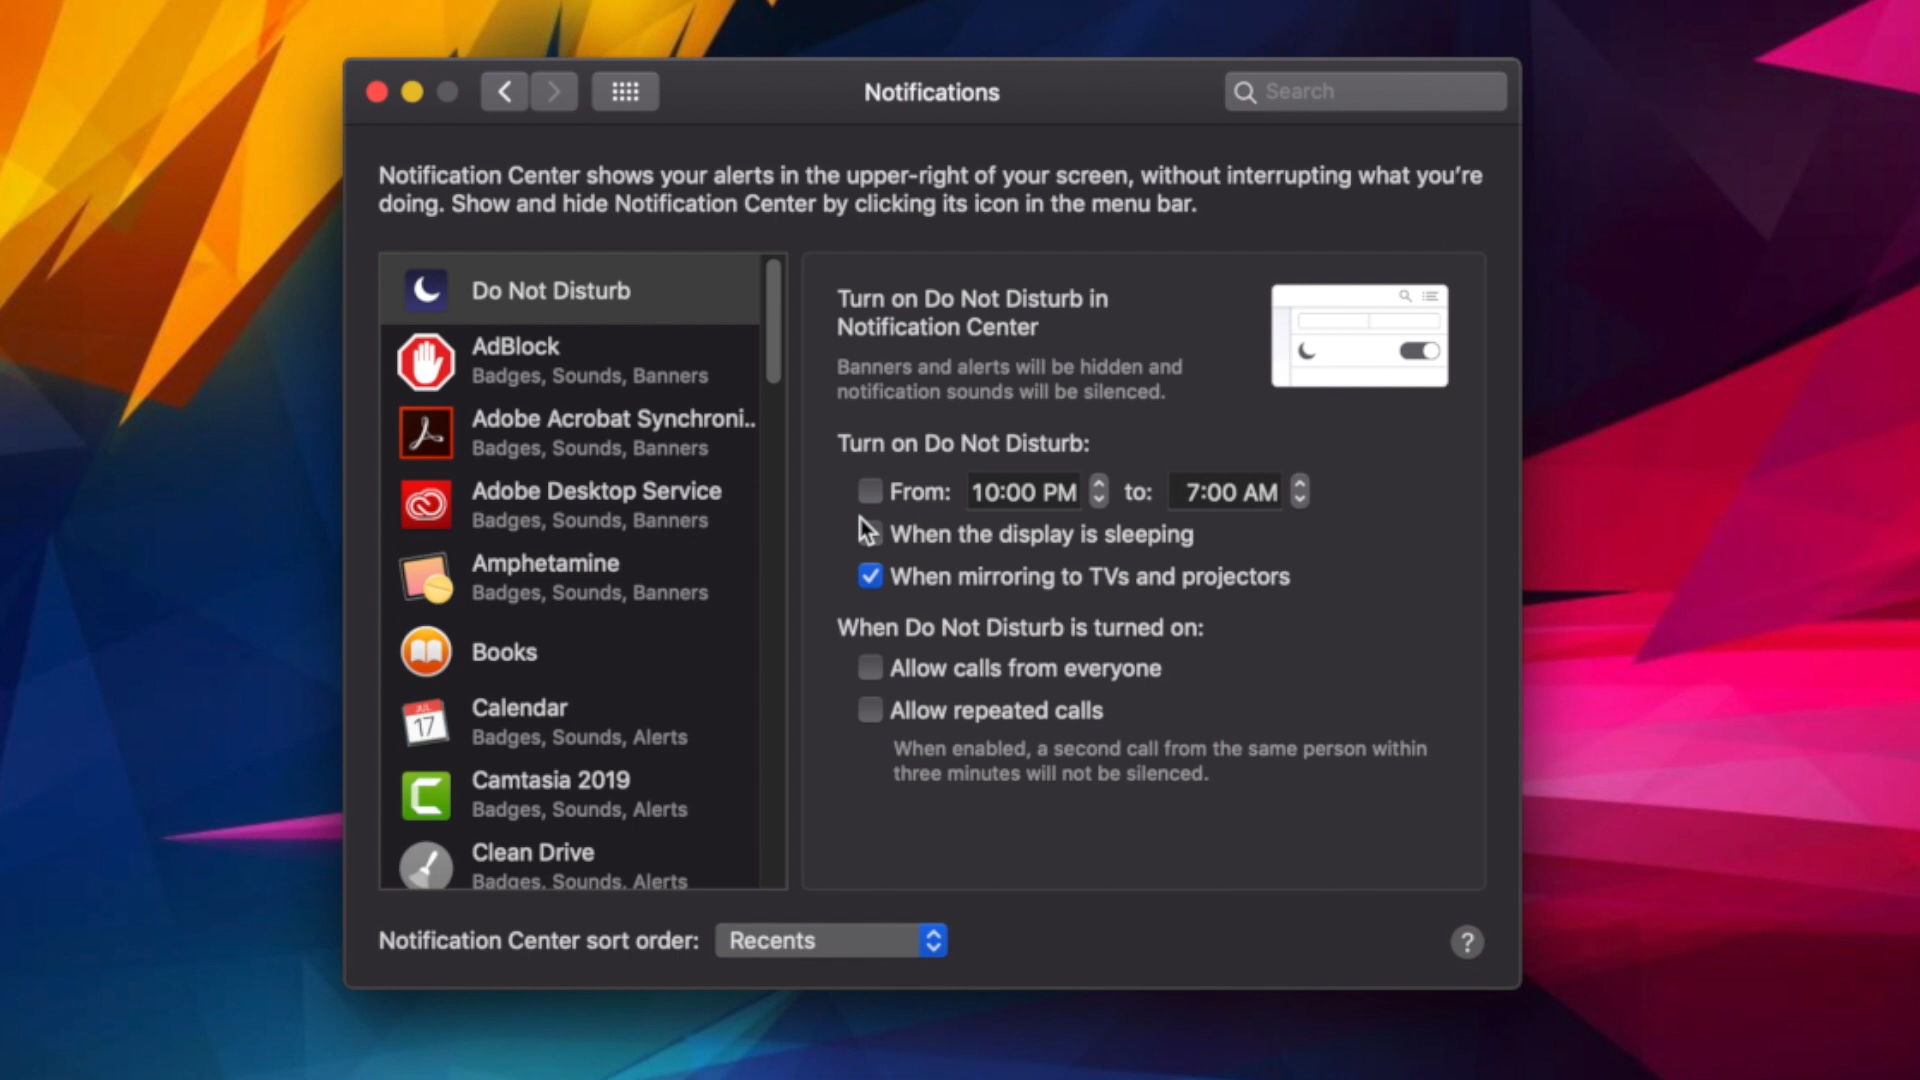 Notifications
Search
Notification Center shows your alerts in the upper-right of your screen, without interrupting what you're
doing. Show and hide Notification Center by clicking its icon in the menu bar.
Do Not Disturb
AdBlock
Badges, Sounds, Banners
Adobe Acrobat Synchroni..
Badges, Sounds, Banners
Adobe Desktop Service
Badges, Sounds, Banners
Amphetamine
Badges, Sounds, Banners
Books
JUL
17
Calendar
Badges, Sounds, Alerts
Camtasia 2019
Badges, Sounds, Alerts
Clean Drive
Badges, Sounds, Alerts
Turn on Do Not Disturb in
Notification Center
Banners and alerts will be hidden and
notification sounds will be silenced.
Turn on Do Not Disturb:
From: 10:00 PM to: 7:00 AM
When the display is sleeping
When mirroring to TVs and projectors
When Do Not Disturb is turned on:
Allow calls from everyone
Allow repeated calls
When enabled, a second call from the same person within
three minutes will not be silenced.
Notification Center sort order: Recents
?